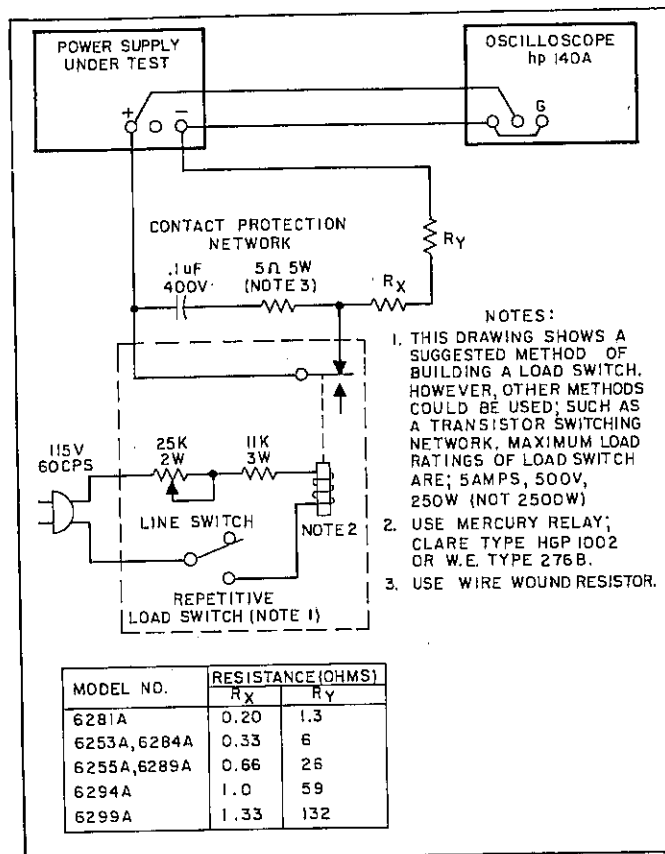 POWER SUPPLY
UNDER TEST
+ −
OSCILLOSCOPE
hp 140A
G
CONTACT PROTECTION
NETWORK
.1uF
400V
5Ω 5W
(NOTE 3)
RX
RY
115V
60CPS
25K
2W
11K
3W
LINE SWITCH
NOTE 2
REPETITIVE
LOAD SWITCH (NOTE 1)
NOTES:
1. THIS DRAWING SHOWS A
SUGGESTED METHOD OF
BUILDING A LOAD SWITCH.
HOWEVER, OTHER METHODS
COULD BE USED; SUCH AS
A TRANSISTOR SWITCHING
NETWORK. MAXIMUM LOAD
RATINGS OF LOAD SWITCH
ARE; 5AMPS, 500V,
250W (NOT 2500W)
2. USE MERCURY RELAY;
CLARE TYPE HGP 1002
OR W.E. TYPE 276B.
3. USE WIRE WOUND RESISTOR.
MODEL NO. RESISTANCE (OHMS)
RX RY
6281A 0.20 1.3
6253A, 6284A 0.33 6
6255A, 6289A 0.66 26
6294A 1.0 59
6299A 1.33 132